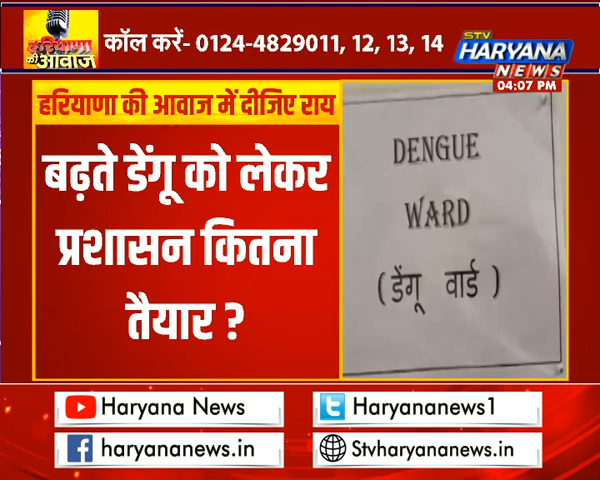 हरियाणा की आवाज
कॉल करें- 0124-4829011, 12, 13, 14
STV
HARYANA
NEWS
04:07 PM
हरियाणा की आवाज में दीजिए राय
बढ़ते डेंगू को लेकर
प्रशासन कितना
तैयार ?
DENGUE
WARD
(डेंगू वार्ड)
Haryana News
Haryananews1
haryananews.in
Stvharyananews.in